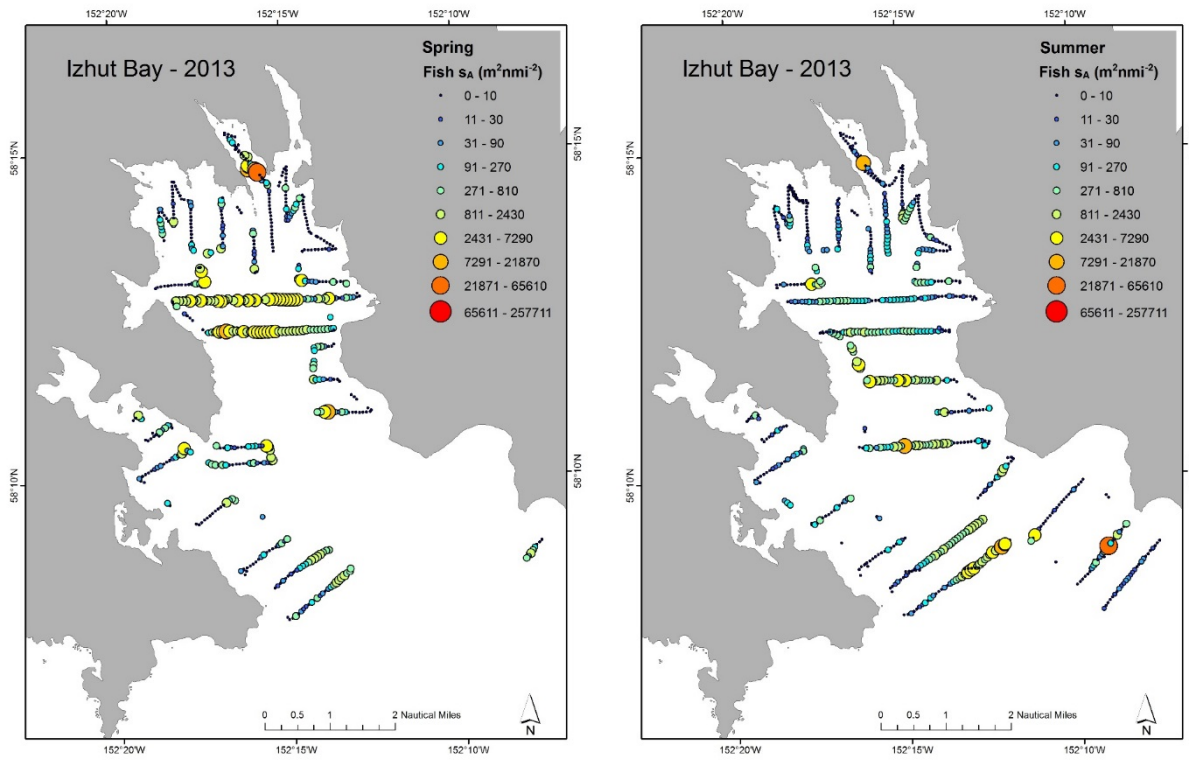 152°20'W 152°15'W 152°10'W
Izhut Bay - 2013
Spring
Fish sA (m²nmi⁻²)
0 - 10
11 - 30
31 - 90
91 - 270
271 - 810
811 - 2430
2431 - 7290
7291 - 21870
21871 - 65610
65611 - 257711
58°15'N 58°15'N
58°10'N 58°10'N
0 0.5 1 2 Nautical Miles
N
152°20'W 152°15'W 152°10'W
152°20'W 152°15'W 152°10'W
Izhut Bay - 2013
Summer
Fish sA (m²nmi⁻²)
0 - 10
11 - 30
31 - 90
91 - 270
271 - 810
811 - 2430
2431 - 7290
7291 - 21870
21871 - 65610
65611 - 257711
58°15'N 58°15'N
58°10'N 58°10'N
0 0.5 1 2 Nautical Miles
N
152°20'W 152°15'W 152°10'W